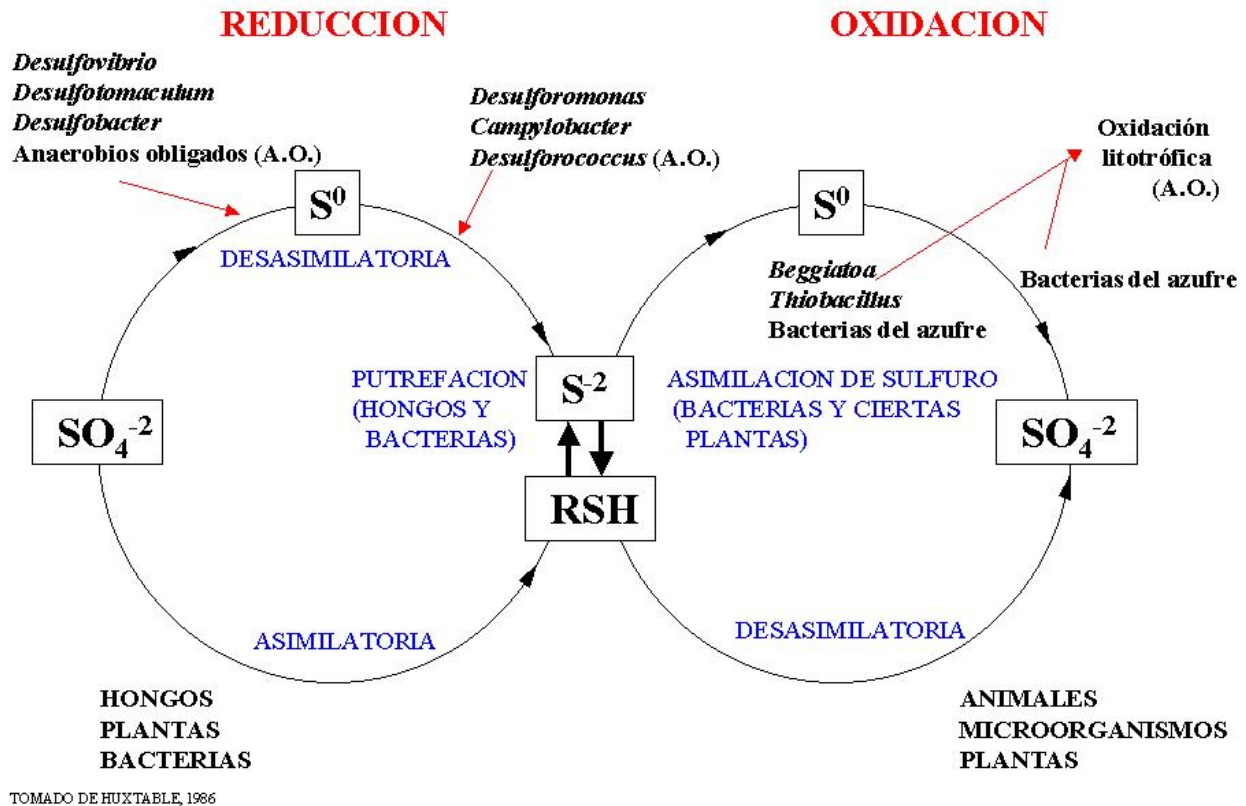 REDUCCION
OXIDACION
Desulfovibrio
Desulfotomaculum
Desulfobacter
Anaerobios obligados (A.O.)
Desulforomonas
Campylobacter
Desulforococcus (A.O.)
Oxidación
litotrófica
(A.O.)
S⁰
S⁰
DESASIMILATORIA
Beggiatoa
Thiobacillus
Bacterias del azufre
Bacterias del azufre
PUTREFACION
(HONGOS Y
BACTERIAS)
S⁻²
ASIMILACION DE SULFURO
(BACTERIAS Y CIERTAS
PLANTAS)
SO₄⁻²
SO₄⁻²
RSH
ASIMILATORIA
DESASIMILATORIA
HONGOS
PLANTAS
BACTERIAS
ANIMALES
MICROORGANISMOS
PLANTAS
TOMADO DE HUXTABLE, 1986